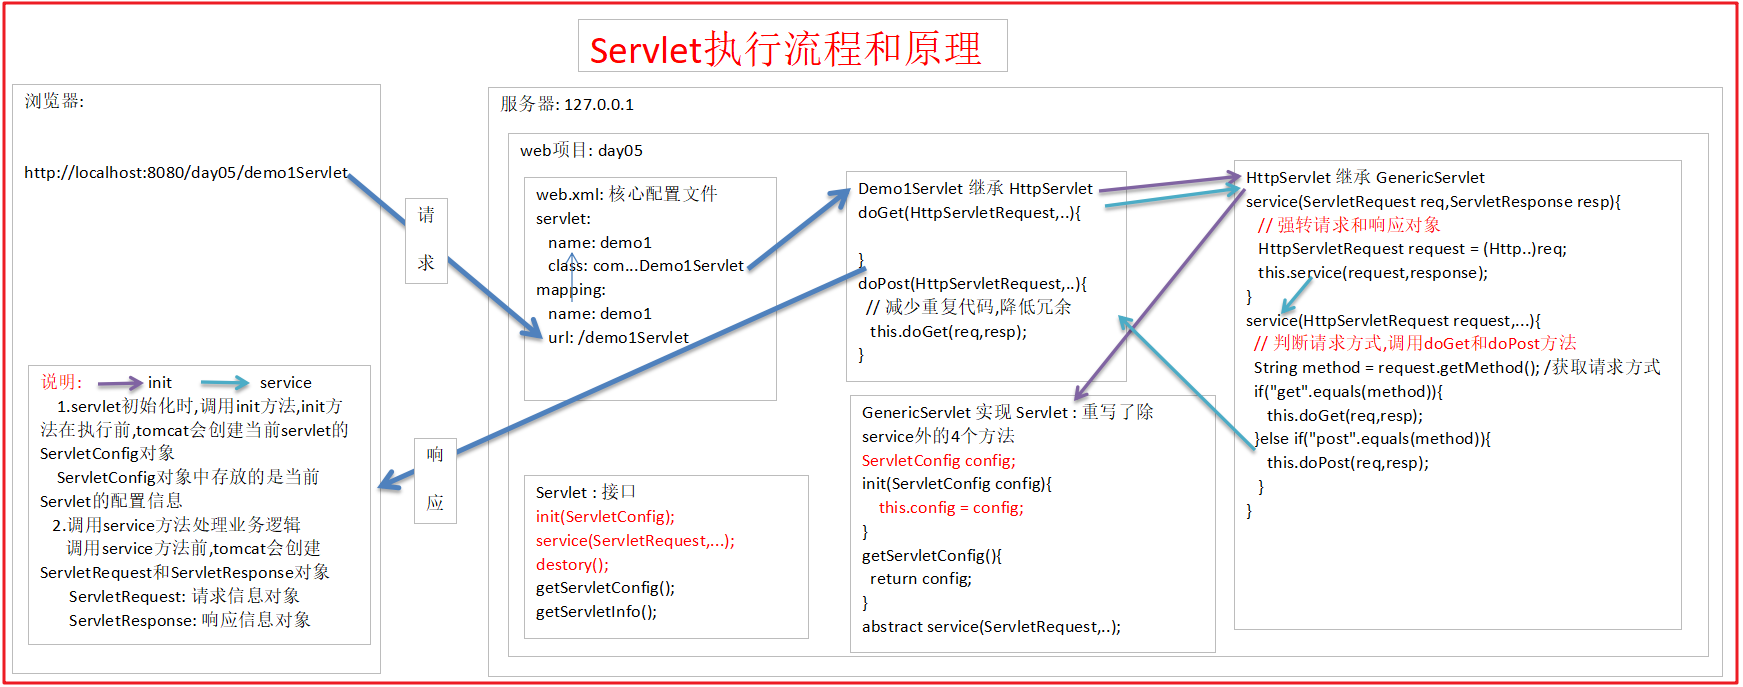 Servlet执行流程和原理
浏览器:
http://localhost:8080/day05/demo1Servlet
请
求
响
应
说明: init service
1.servlet初始化时,调用init方法,init方
法在执行前,tomcat会创建当前servlet的
ServletConfig对象
ServletConfig对象中存放的是当前
Servlet的配置信息
2.调用service方法处理业务逻辑
调用service方法前,tomcat会创建
ServletRequest和ServletResponse对象
ServletRequest: 请求信息对象
ServletResponse: 响应信息对象
服务器: 127.0.0.1
web项目: day05
web.xml: 核心配置文件
servlet:
name: demo1
class: com...Demo1Servlet
mapping:
name: demo1
url: /demo1Servlet
Servlet : 接口
init(ServletConfig);
service(ServletRequest,...);
destory();
getServletConfig();
getServletInfo();
Demo1Servlet 继承 HttpServlet
doGet(HttpServletRequest,..){
}
doPost(HttpServletRequest,..){
// 减少重复代码,降低冗余
this.doGet(req,resp);
}
GenericServlet 实现 Servlet : 重写了除
service外的4个方法
ServletConfig config;
init(ServletConfig config){
this.config = config;
}
getServletConfig(){
return config;
}
abstract service(ServletRequest,..);
HttpServlet 继承 GenericServlet
service(ServletRequest req,ServletResponse resp){
// 强转请求和响应对象
HttpServletRequest request = (Http..)req;
this.service(request,response);
}
service(HttpServletRequest request,...){
// 判断请求方式,调用doGet和doPost方法
String method = request.getMethod(); /获取请求方式
if("get".equals(method)){
this.doGet(req,resp);
}else if("post".equals(method)){
this.doPost(req,resp);
}
}